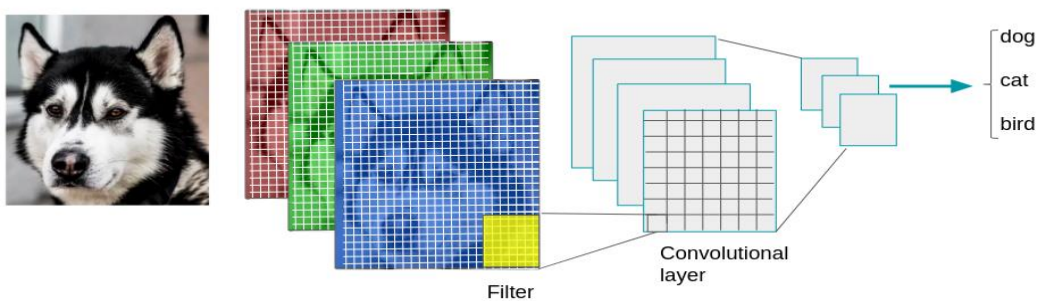 dog
cat
bird
Convolutional
layer
Filter